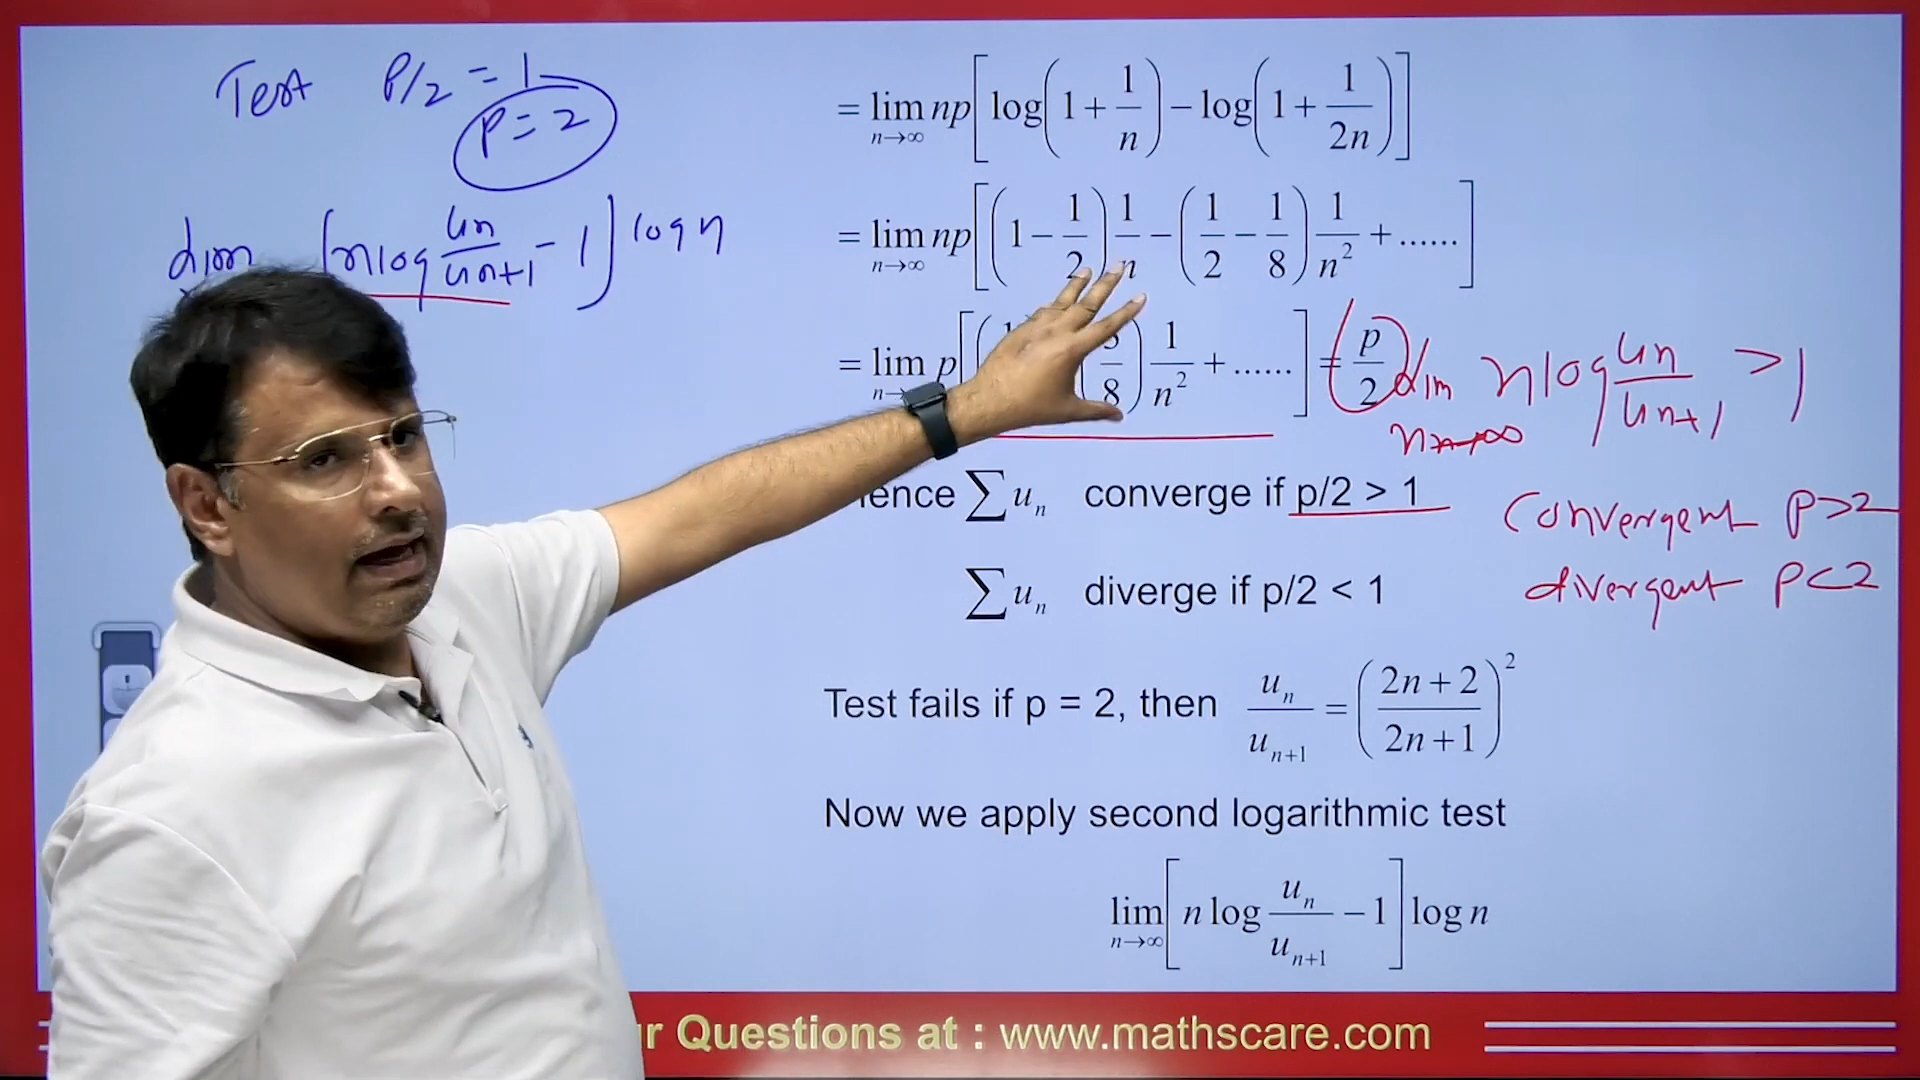 Test P/2 = 1
P = 2
lim [n log un/un+1 - 1] log n
= lim n→∞ np [log(1 + 1/n) − log(1 + 1/2n)]
= lim n→∞ np [(1 − 1/2) 1/n − (1/2 − 1/8) 1/n² + ......]
= lim p [( 8) 1/n² + ......] = p/2
lim n→∞ n log un/un+1 > 1
ence ∑ uₙ converge if p/2 > 1
Convergent P>2
∑ uₙ diverge if p/2 < 1
divergent P<2
Test fails if p = 2, then uₙ/uₙ₊₁ = ((2n + 2)/(2n + 1))²
Now we apply second logarithmic test
lim n→∞ [n log uₙ/uₙ₊₁ − 1] log n
r Questions at : www.mathscare.com